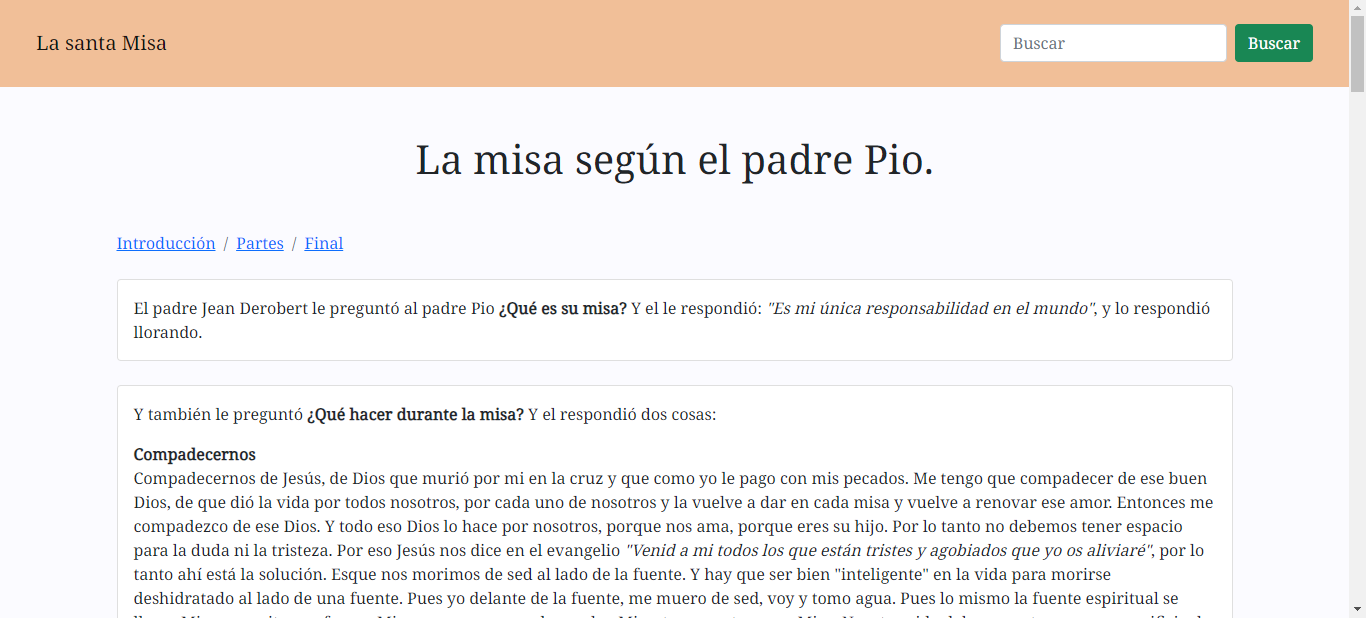 La santa Misa
Buscar
Buscar
La misa según el padre Pio.
Introducción / Partes / Final
El padre Jean Derobert le preguntó al padre Pio ¿Qué es su misa? Y el le respondió: "Es mi única responsabilidad en el mundo", y lo respondió
llorando.
Y también le preguntó ¿Qué hacer durante la misa? Y el respondió dos cosas:
Compadecernos
Compadecernos de Jesús, de Dios que murió por mi en la cruz y que como yo le pago con mis pecados. Me tengo que compadecer de ese buen
Dios, de que dió la vida por todos nosotros, por cada uno de nosotros y la vuelve a dar en cada misa y vuelve a renovar ese amor. Entonces me
compadezco de ese Dios. Y todo eso Dios lo hace por nosotros, porque nos ama, porque eres su hijo. Por lo tanto no debemos tener espacio
para la duda ni la tristeza. Por eso Jesús nos dice en el evangelio "Venid a mi todos los que están tristes y agobiados que yo os aliviaré", por lo
tanto ahí está la solución. Esque nos morimos de sed al lado de la fuente. Y hay que ser bien "inteligente" en la vida para morirse
deshidratado al lado de una fuente. Pues yo delante de la fuente, me muero de sed, voy y tomo agua. Pues lo mismo la fuente espiritual se